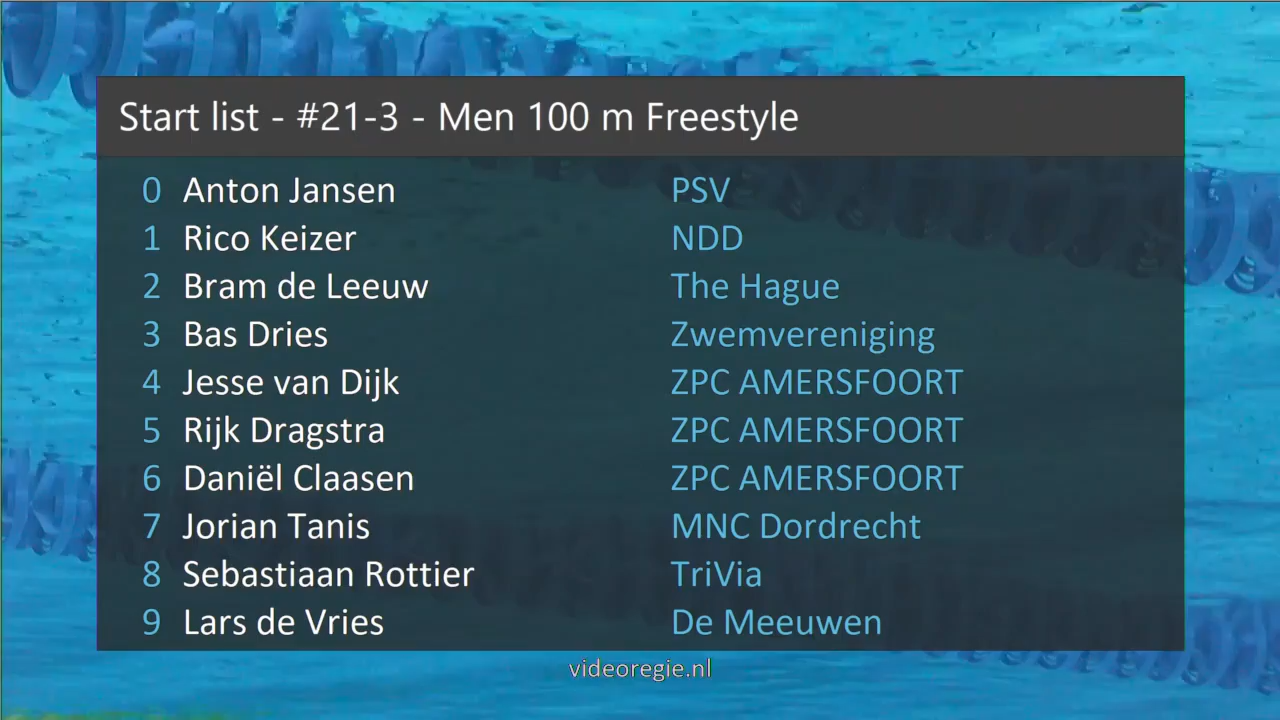 Start list - #21-3 - Men 100 m Freestyle
0 Anton Jansen PSV
1 Rico Keizer NDD
2 Bram de Leeuw The Hague
3 Bas Dries Zwemvereniging
4 Jesse van Dijk ZPC AMERSFOORT
5 Rijk Dragstra ZPC AMERSFOORT
6 Daniël Claasen ZPC AMERSFOORT
7 Jorian Tanis MNC Dordrecht
8 Sebastiaan Rottier TriVia
9 Lars de Vries De Meeuwen
videoregie.nl